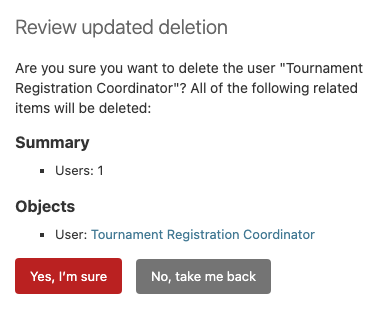 Review updated deletion
Are you sure you want to delete the user "Tournament
Registration Coordinator"? All of the following related
items will be deleted:
Summary
Users: 1
Objects
User: Tournament Registration Coordinator
Yes, I’m sure
No, take me back